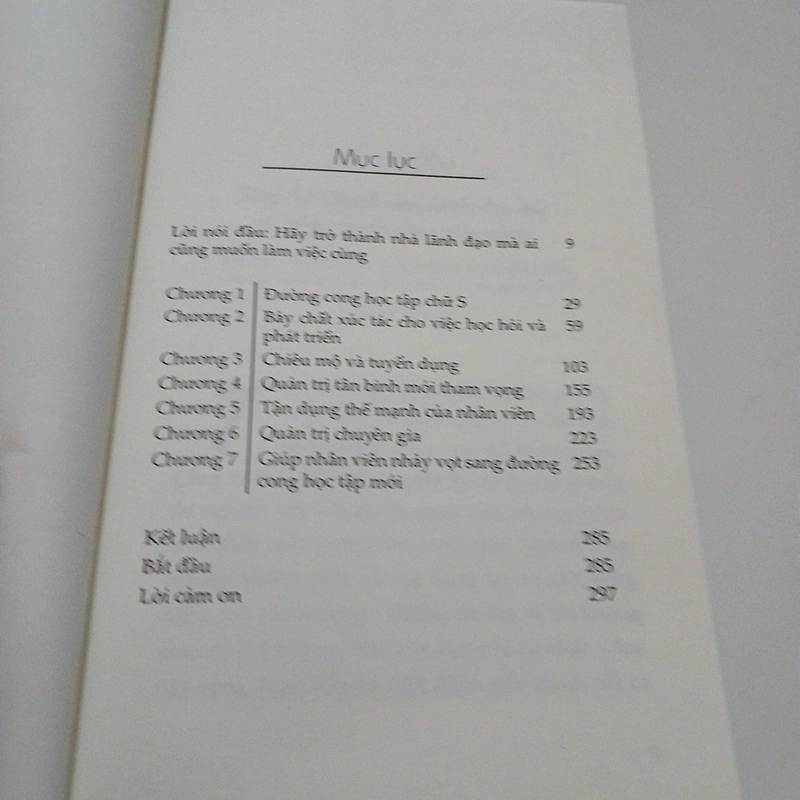 Mục lục
Lời nói đầu: Hãy trở thành nhà lãnh đạo mà ai 9
cũng muốn làm việc cùng
Chương 1 Đường cong học tập chữ S 29
Chương 2 Bảy chất xúc tác cho việc học hỏi và 59
phát triển
Chương 3 Chiêu mộ và tuyển dụng 103
Chương 4 Quản trị tân binh mới tham vọng 155
Chương 5 Tận dụng thế mạnh của nhân viên 193
Chương 6 Quản trị chuyên gia 223
Chương 7 Giúp nhân viên nhảy vọt sang đường 253
cong học tập mới
Kết luận 285
Bắt đầu 285
Lời cảm ơn 297